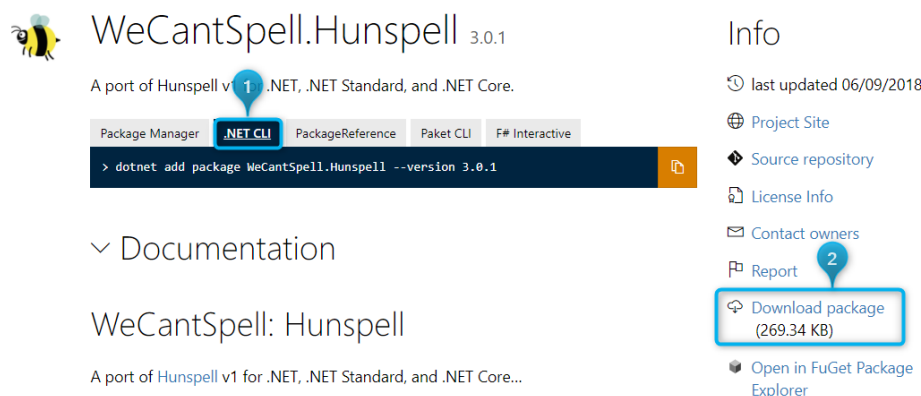 WeCantSpell.Hunspell 3.0.1
A port of Hunspell v1 for .NET, .NET Standard, and .NET Core.
1
Package Manager .NET CLI PackageReference Paket CLI F# Interactive
> dotnet add package WeCantSpell.Hunspell --version 3.0.1
Documentation
WeCantSpell: Hunspell
A port of Hunspell v1 for .NET, .NET Standard, and .NET Core...
Info
last updated 06/09/2018
Project Site
Source repository
License Info
Contact owners
Report
2
Download package
(269.34 KB)
Open in FuGet Package
Explorer